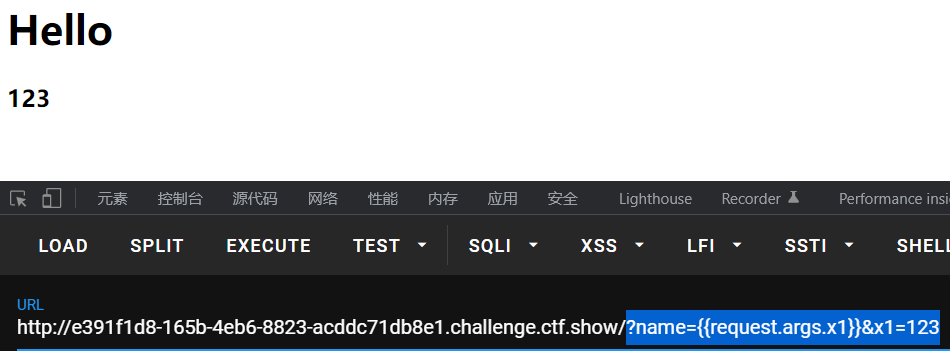 Hello
123
元素 控制台 源代码 网络 性能 内存 应用 安全 Lighthouse Recorder Performance insi
LOAD SPLIT EXECUTE TEST SQLI XSS LFI SSTI SHELL
URL
http://e391f1d8-165b-4eb6-8823-acddc71db8e1.challenge.ctf.show/?name={{request.args.x1}}&x1=123